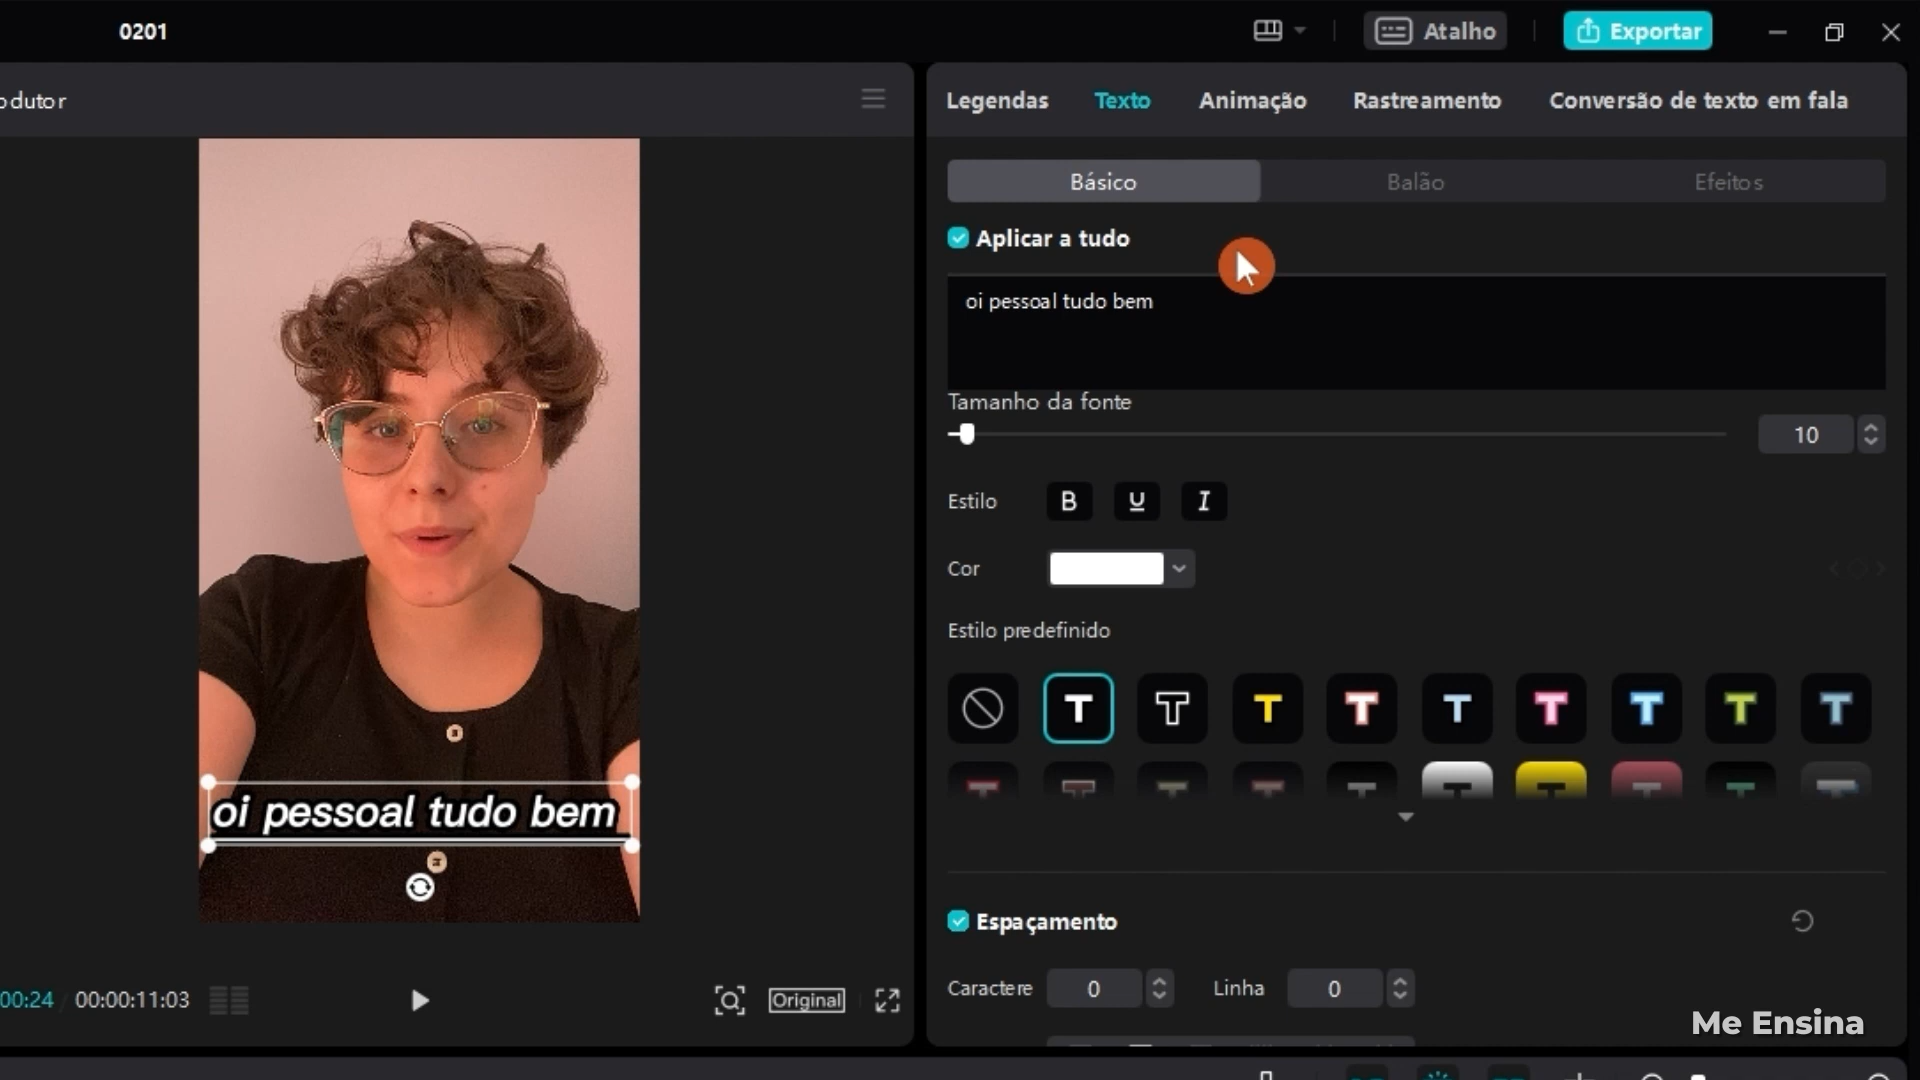 0201
Atalho
Exportar
odutor
Legendas Texto Animação Rastreamento Conversão de texto em fala
Básico Balão Efeitos
Aplicar a tudo
oi pessoal tudo bem
Tamanho da fonte
10
Estilo B U I
Cor
Estilo predefinido
T T T T T T T T T
T T T T T T T T T T
oi pessoal tudo bem
Espaçamento
Caractere 0 Linha 0
00:24 / 00:00:11:03 Original
Me Ensina